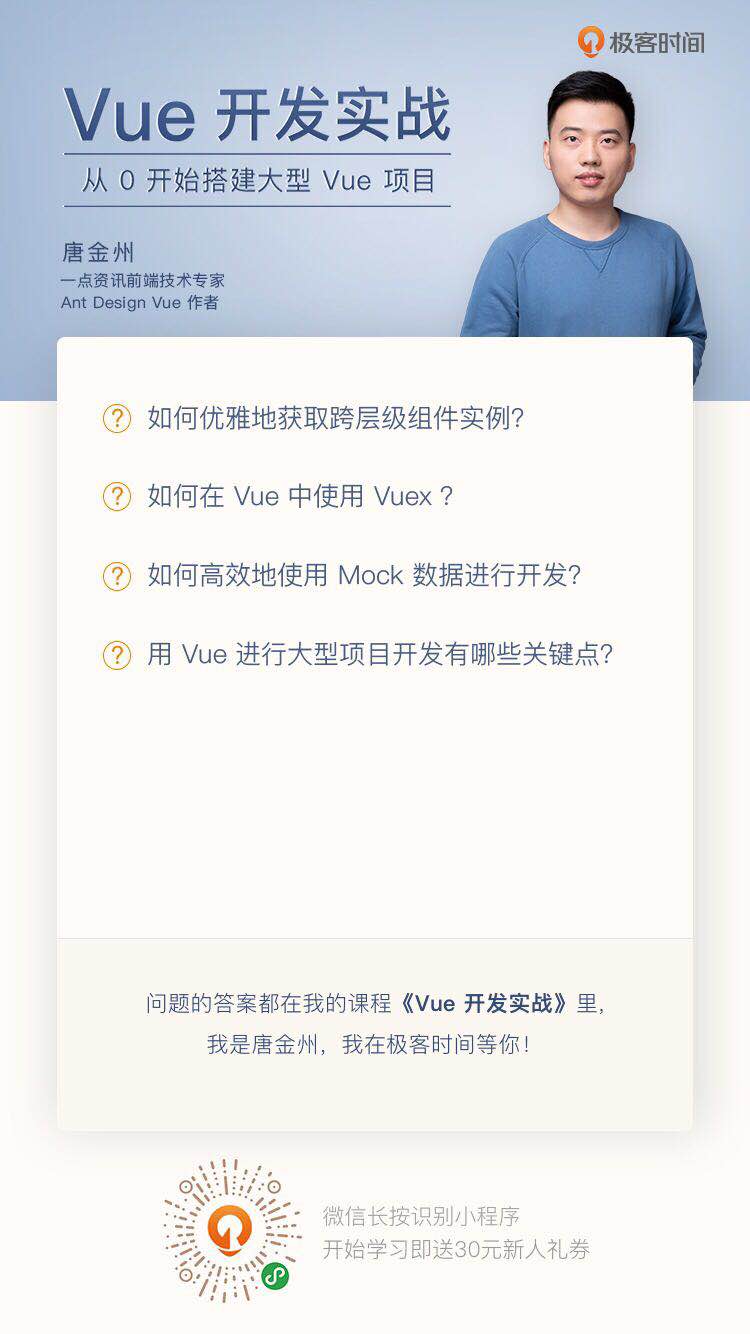 极客时间
Vue 开发实战
从 0 开始搭建大型 Vue 项目
唐金州
一点资讯前端技术专家
Ant Design Vue 作者
如何优雅地获取跨层级组件实例？
如何在 Vue 中使用 Vuex ？
如何高效地使用 Mock 数据进行开发？
用 Vue 进行大型项目开发有哪些关键点？
问题的答案都在我的课程《Vue 开发实战》里，
我是唐金州，我在极客时间等你！
微信长按识别小程序
开始学习即送30元新人礼券